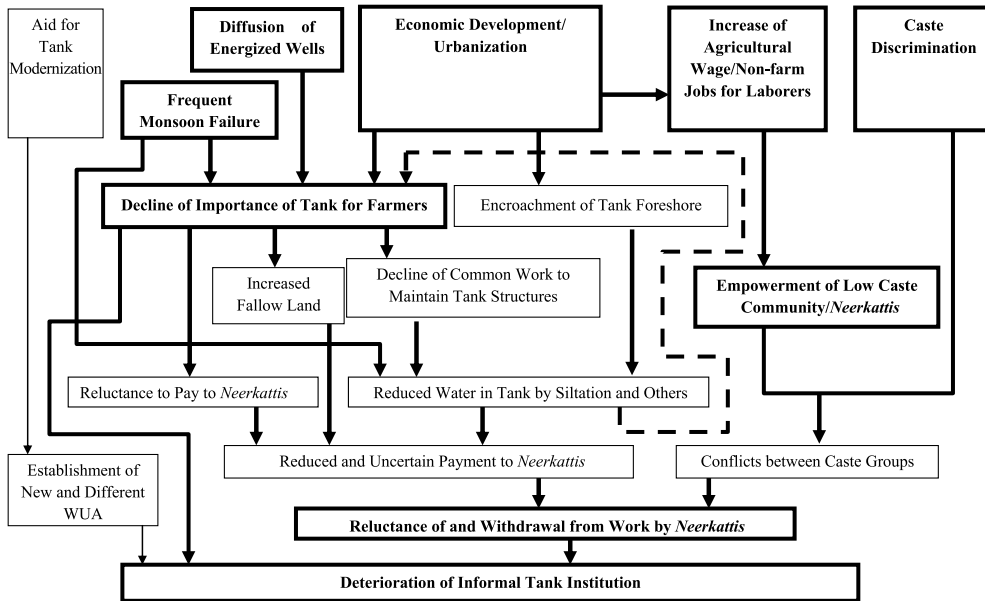 Aid for
Tank
Modernization
Diffusion of
Energized Wells
Economic Development/
Urbanization
Increase of
Agricultural
Wage/Non-farm
Jobs for Laborers
Caste
Discrimination
Frequent
Monsoon Failure
Decline of Importance of Tank for Farmers
Encroachment of Tank Foreshore
Increased
Fallow Land
Decline of Common Work to
Maintain Tank Structures
Empowerment of Low Caste
Community/Neerkattis
Reluctance to Pay to Neerkattis
Reduced Water in Tank by Siltation and Others
Establishment of
New and Different
WUA
Reduced and Uncertain Payment to Neerkattis
Conflicts between Caste Groups
Reluctance of and Withdrawal from Work by Neerkattis
Deterioration of Informal Tank Institution